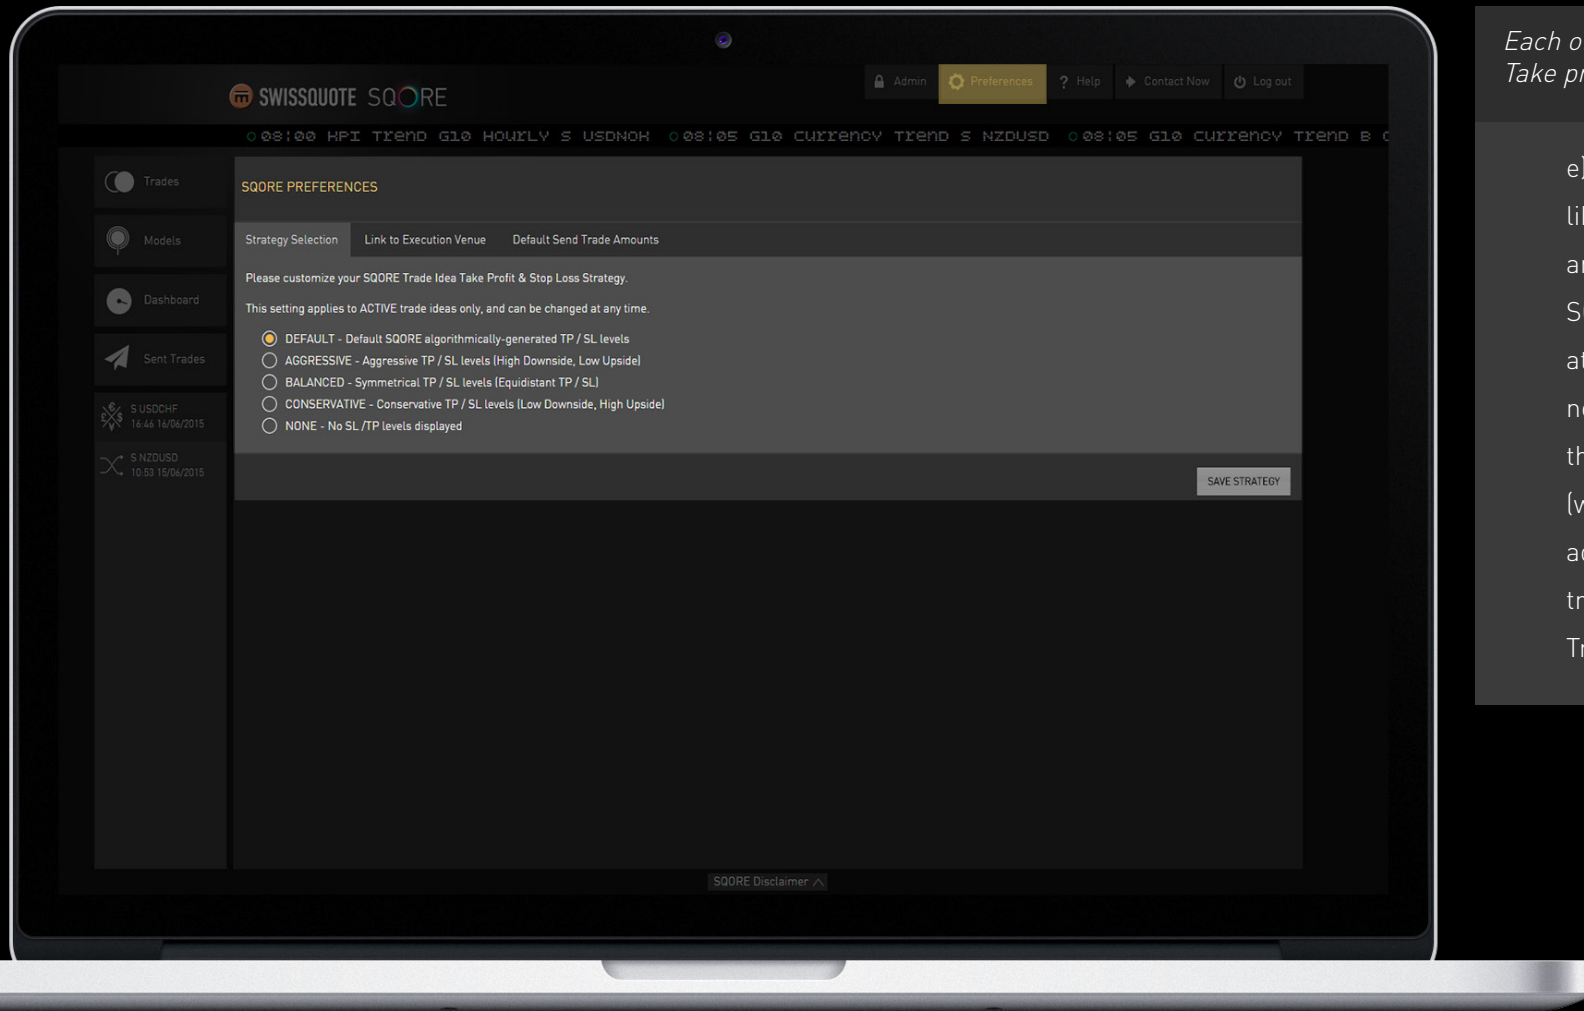 Admin
Preferences
? Help
Contact Now
Log out
SWISSQUOTE SQORE
08:00 KPI Trend G10 Hourly S USDNOK 08:05 G10 Currency Trend S NZDUSD 08:05 G10 Currency Trend B
Trades
Models
Dashboard
Sent Trades
S USDCHF
16:46 16/06/2015
S NZDUSD
10:53 15/06/2015
SQORE PREFERENCES
Strategy Selection Link to Execution Venue Default Send Trade Amounts
Please customize your SQORE Trade Idea Take Profit & Stop Loss Strategy.
This setting applies to ACTIVE trade ideas only, and can be changed at any time.
DEFAULT - Default SQORE algorithmically-generated TP / SL levels
AGGRESSIVE - Aggressive TP / SL levels (High Downside, Low Upside)
BALANCED - Symmetrical TP / SL levels (Equidistant TP / SL)
CONSERVATIVE - Conservative TP / SL levels (Low Downside, High Upside)
NONE - No SL /TP levels displayed
SAVE STRATEGY
SQORE Disclaimer
Each
Take
e)